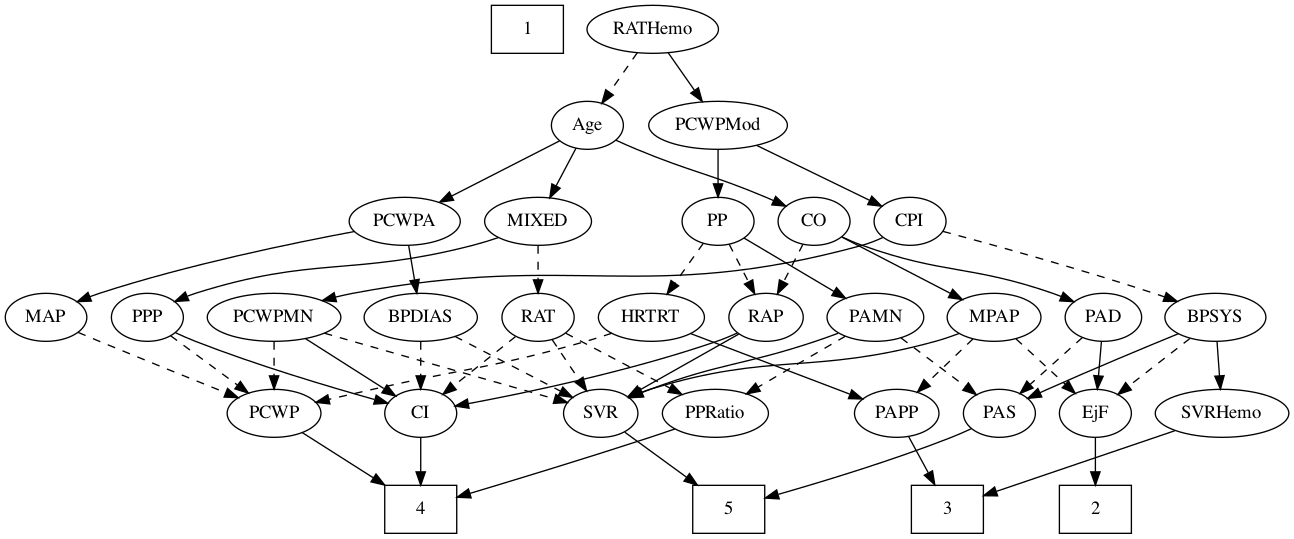 1
RATHemo
Age
PCWPMod
PCWPA
MIXED
PP
CO
CPI
MAP
PPP
PCWPMN
BPDIAS
RAT
HRTRT
RAP
PAMN
MPAP
PAD
BPSYS
PCWP
CI
SVR
PPRatio
PAPP
PAS
EjF
SVRHemo
4
5
3
2